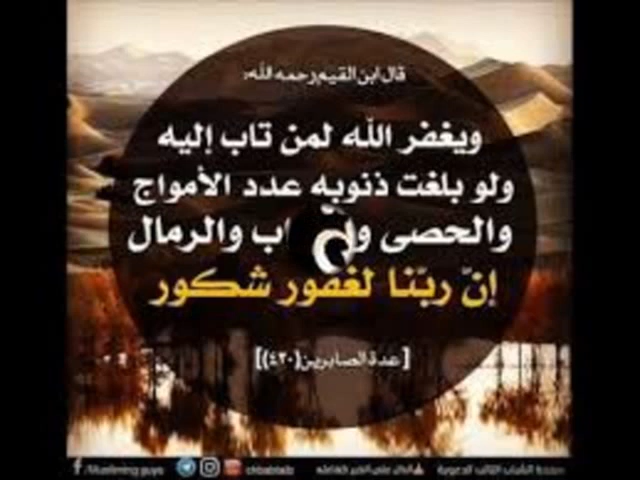 قال ابن القيم رحمه الله:
ويغفر الله لمن تاب إليه
ولو بلغت ذنوبه عدد الأمواج
والحصى والرمال
إنّ ربّنا لغفور شكور
[عدة الصابرين (٤٢٠)]